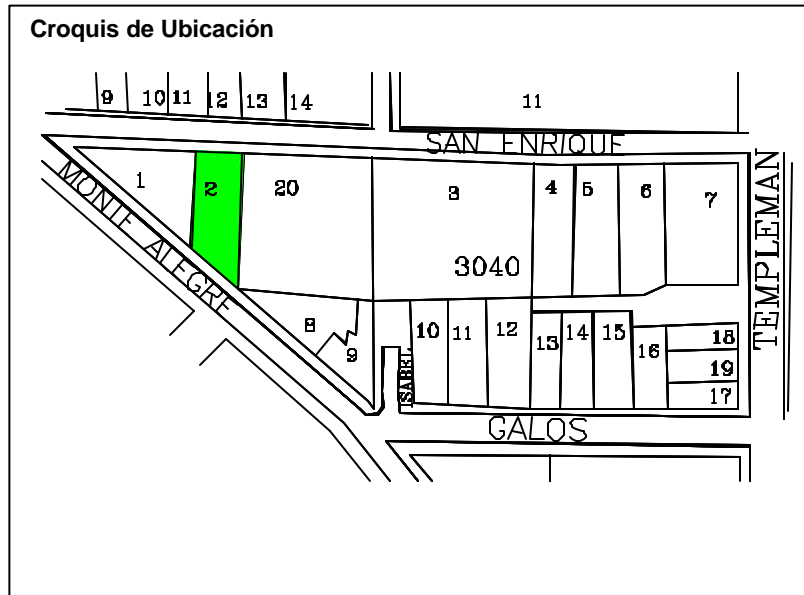 Croquis de Ubicación
9 10 11 12 13 14 11
SAN ENRIQUE
1 2 20 3 4 5 6 7
MONTE ALEGRE
TEMPLEMAN
3040
8 9 10 11 12 13 14 15 16 18
19
17
ISABEL
GALOS